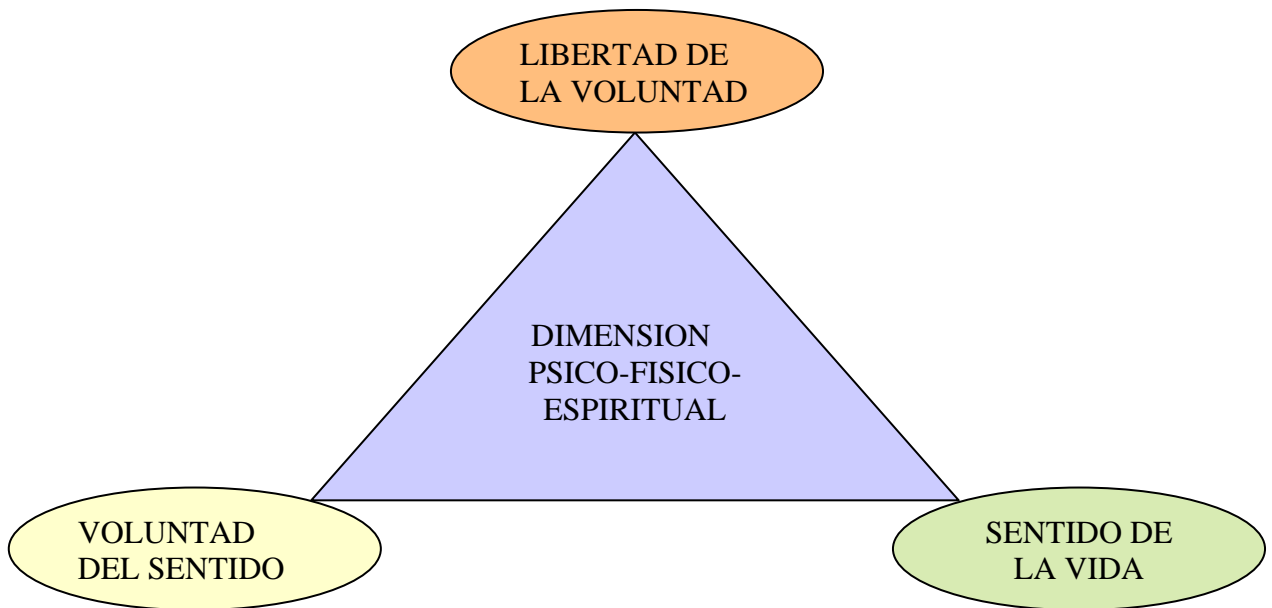 LIBERTAD DE
LA VOLUNTAD
DIMENSION
PSICO-FISICO-
ESPIRITUAL
VOLUNTAD
DEL SENTIDO
SENTIDO DE
LA VIDA